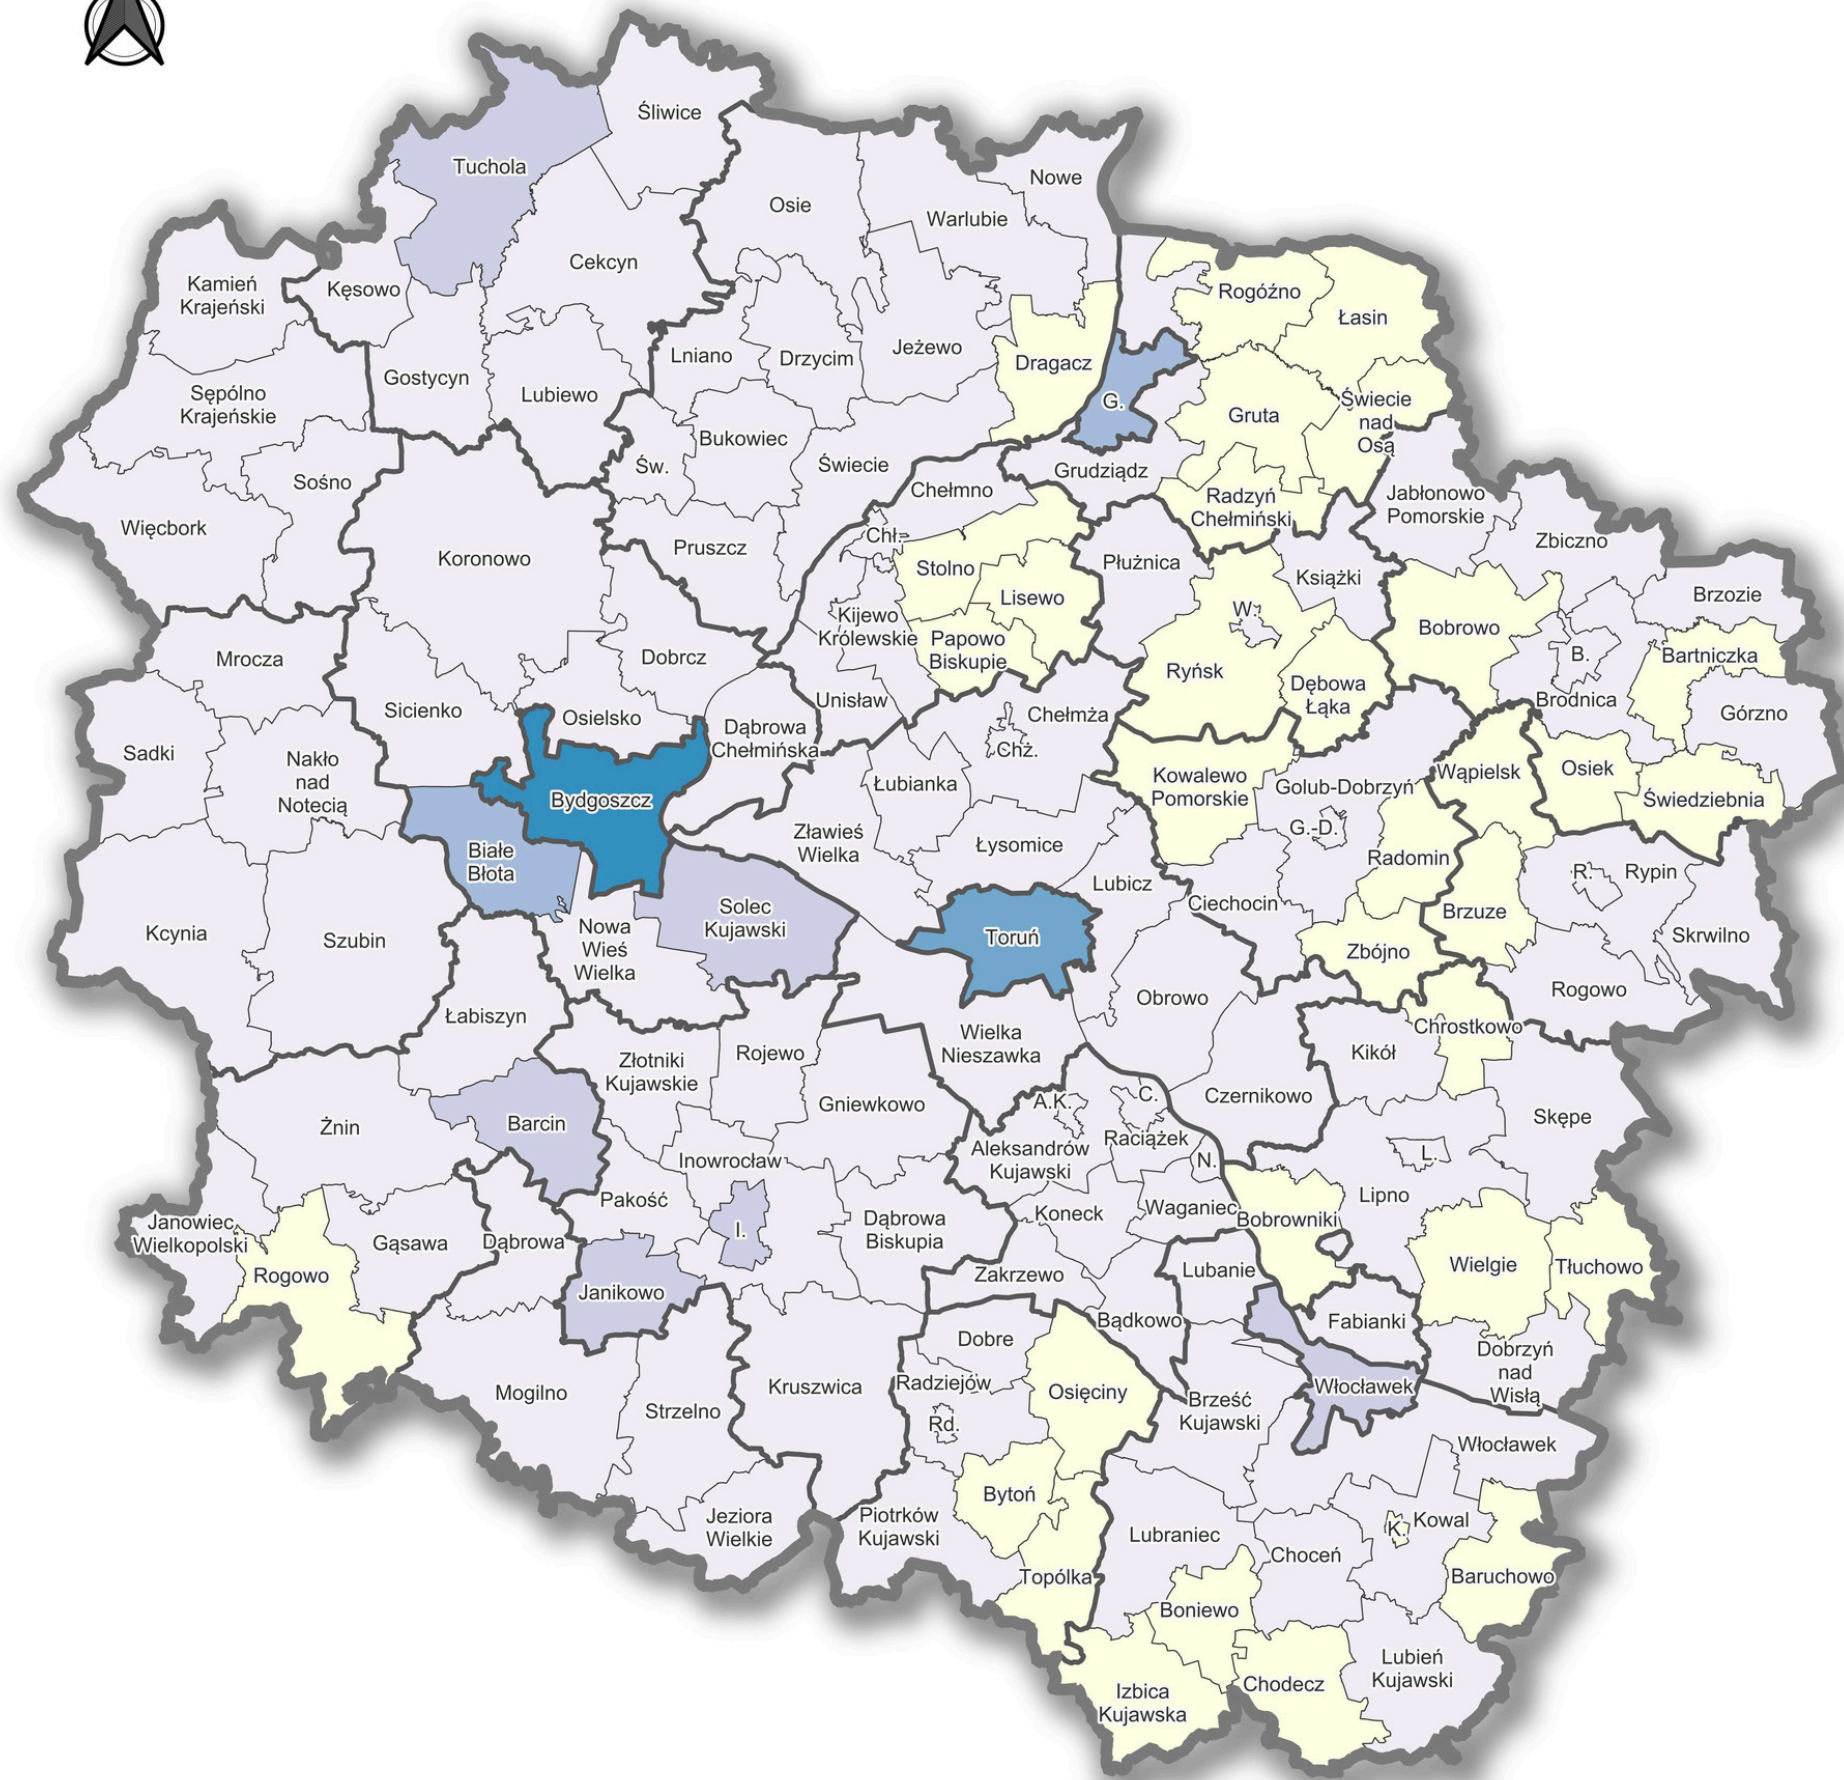 Śliwice
Tuchola
Nowe
Osie
Warlubie
Cekcyn
Kamień
Krajeński
Kęsowo
Rogóźno
Łasin
Lniano
Drzycim
Jeżewo
Dragacz
Gostycyn
Lubiewo
Sępólno
Krajeńskie
G.
Gruta
Świecie
nad
Osą
Bukowiec
Św.
Świecie
Grudziądz
Sośno
Chełmno
Radzyń
Chełmiński
Jabłonowo
Pomorskie
Więcbork
Chł.
Zbiczno
Koronowo
Pruszcz
Płużnica
Stolno
Książki
Lisewo
Brzozie
W.
Kijewo
Królewskie
Bobrowo
Papowo
Biskupie
Mrocza
Dobrcz
B.
Bartniczka
Ryńsk
Dębowa
Łąka
Unisław
Brodnica
Górzno
Sicienko
Osielsko
Chełmża
Dąbrowa
Chełmińska
Chż.
Sadki
Nakło
nad
Notecią
Wąpielsk
Osiek
Kowalewo
Pomorskie
Łubianka
Golub-Dobrzyń
Świedziebnia
Bydgoszcz
G.-D.
Zławieś
Wielka
Łysomice
Białe
Błota
Radomin
R.
Rypin
Lubicz
Ciechocin
Brzuze
Solec
Kujawski
Kcynia
Szubin
Nowa
Wieś
Wielka
Toruń
Skrwilno
Zbójno
Rogowo
Obrowo
Łabiszyn
Chrostkowo
Wielka
Nieszawka
Kikół
Złotniki
Kujawskie
Rojewo
Gniewkowo
A.K.
C.
Czernikowo
Skępe
Żnin
Barcin
Raciążek
Aleksandrów
Kujawski
Inowrocław
N.
L.
Lipno
Pakość
Waganiec
Koneck
Bobrowniki
Janowiec
Wielkopolski
Gąsawa
Dąbrowa
I.
Dąbrowa
Biskupia
Rogowo
Janikowo
Zakrzewo
Lubanie
Wielgie
Tłuchowo
Bądkowo
Fabianki
Dobre
Dobrzyń
nad
Wisłą
Mogilno
Strzelno
Kruszwica
Radziejów
Osięciny
Włocławek
Brześć
Kujawski
Rd.
Włocławek
Bytoń
Jeziora
Wielkie
Piotrków
Kujawski
Lubraniec
K.
Kowal
Choceń
Topólka
Baruchowo
Boniewo
Lubień
Kujawski
Chodecz
Izbica
Kujawska